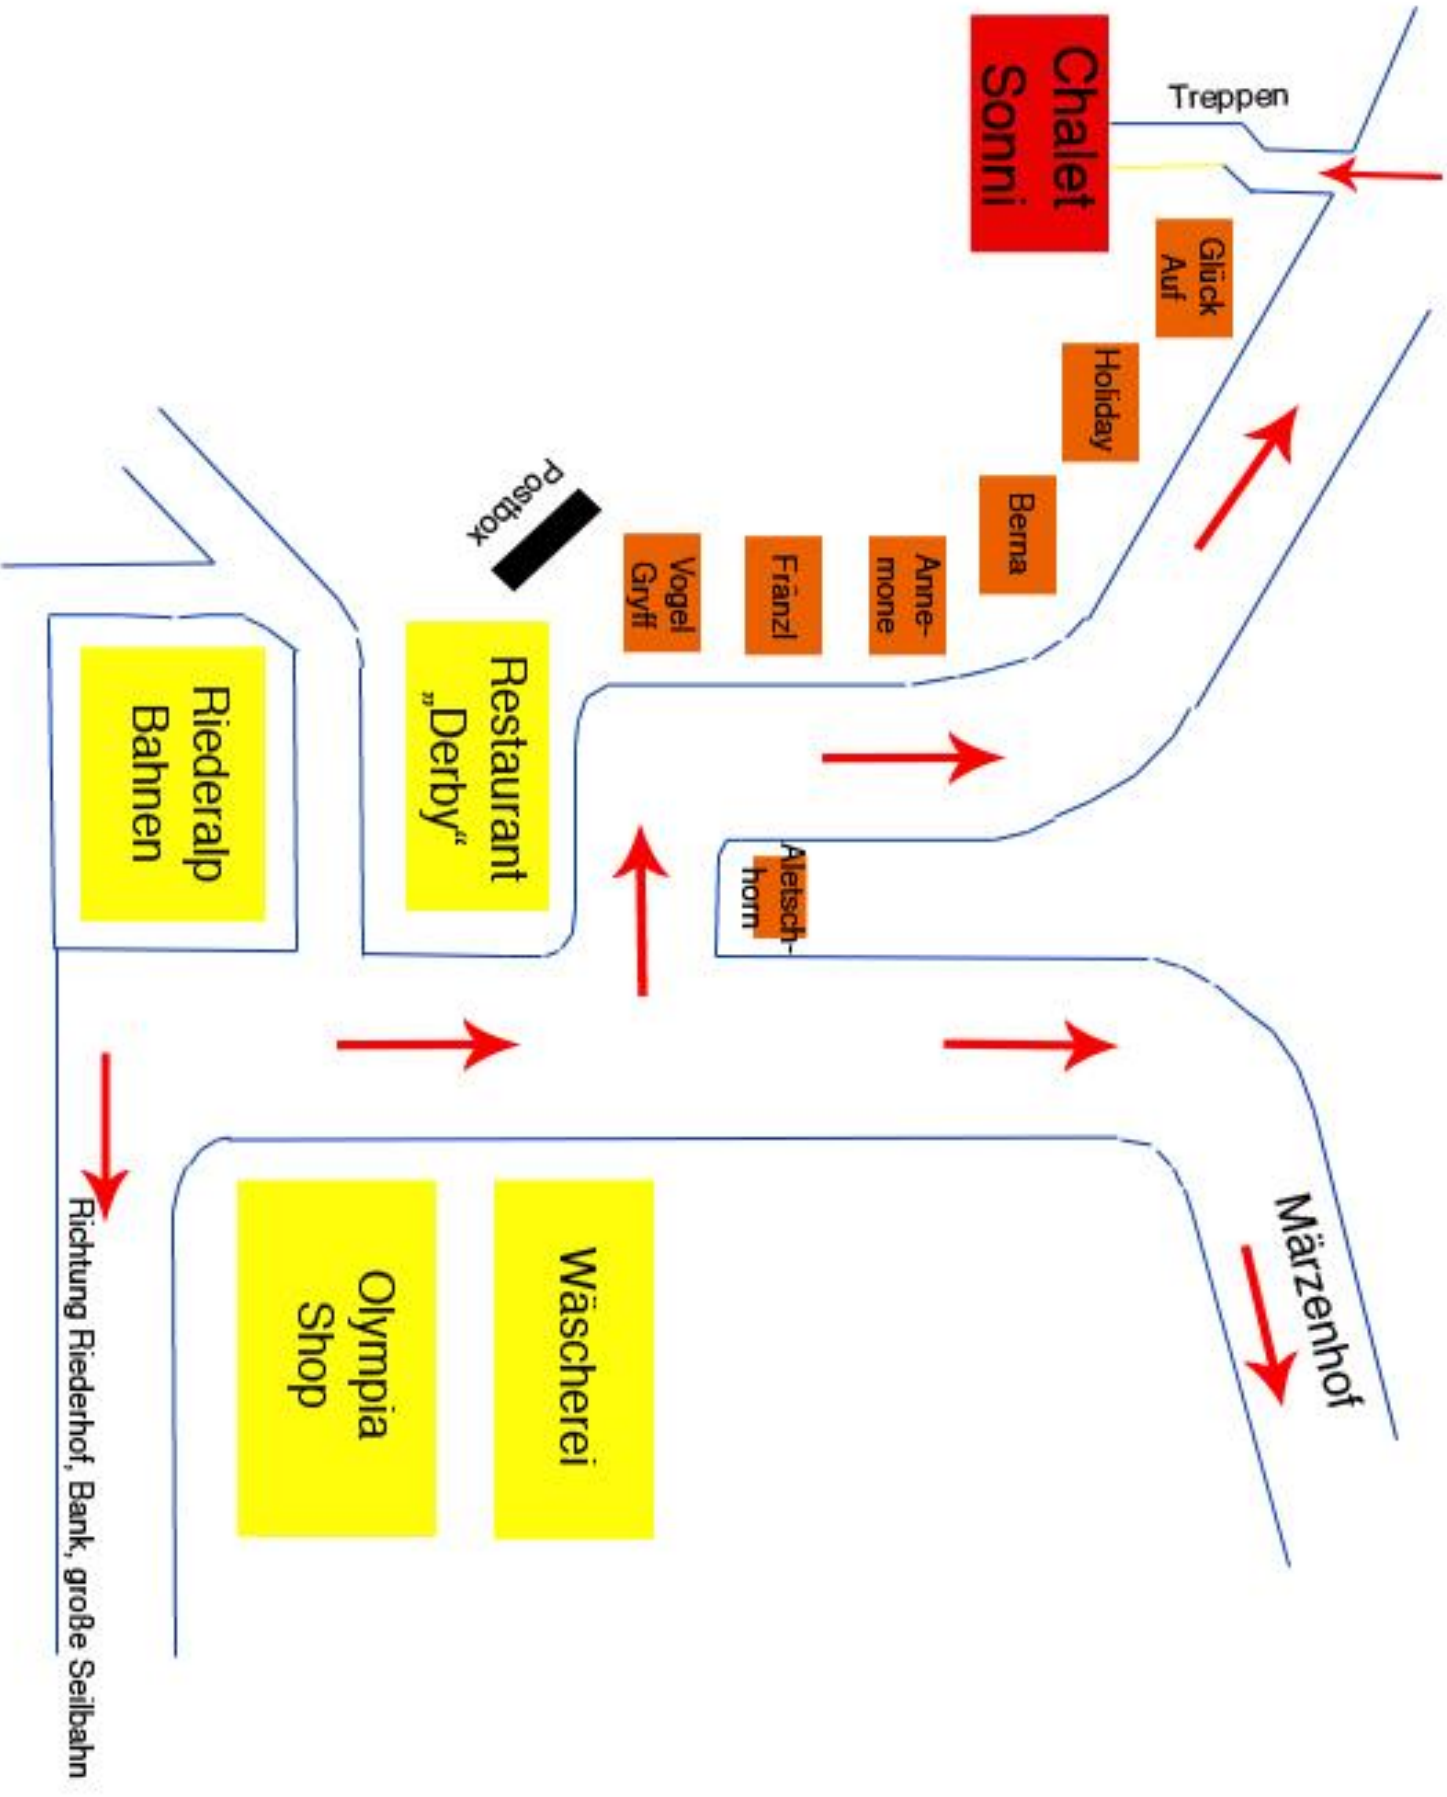 Treppen
Chalet
Sonni
Glück
Auf
Holiday
Berna
Anne-
mone
Fränzl
Vogel
Gryff
Postbox
Restaurant
„Derby“
Riederalp
Bahnen
Aletsch-
horn
Märzenhof
Wäscherei
Olympia
Shop
Richtung Riederhof, Bank, große Seilbahn